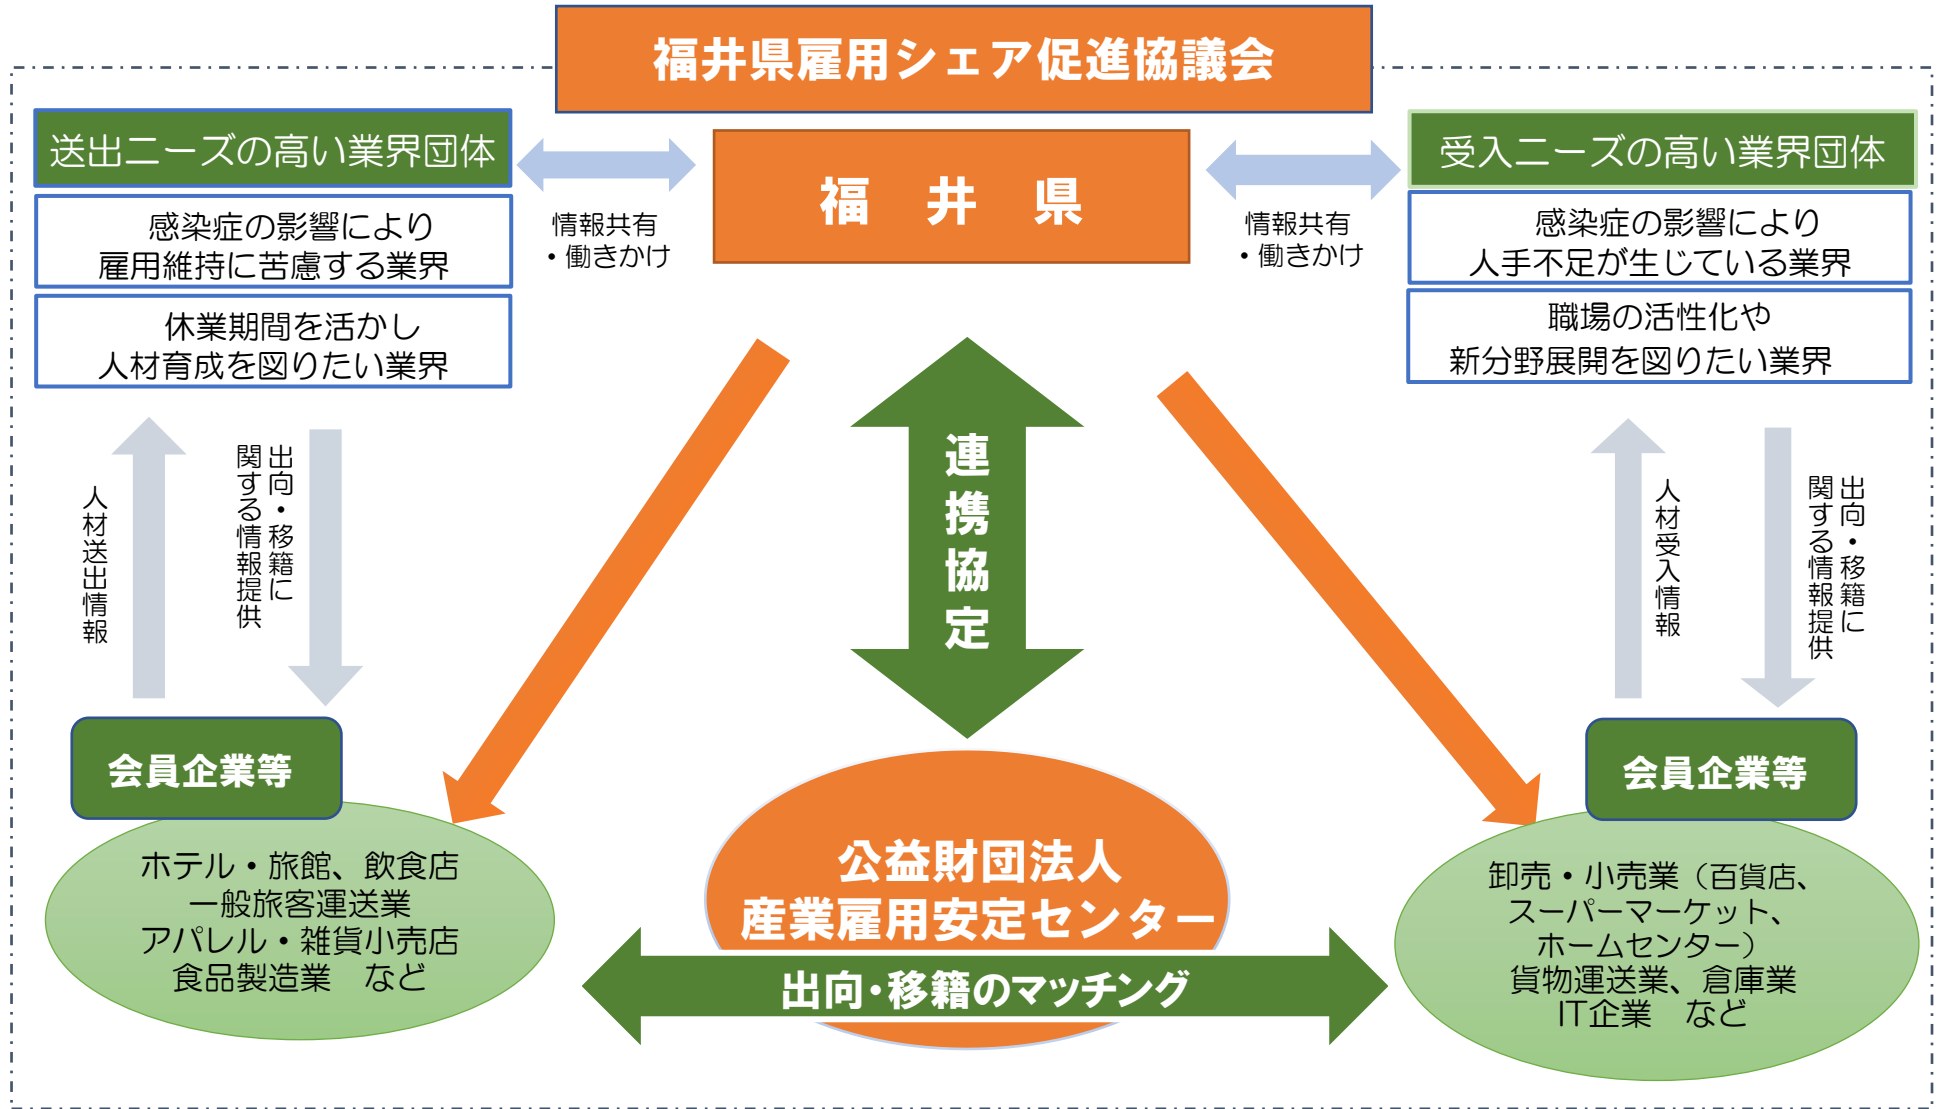 福井県雇用シェア促進協議会
送出ニーズの高い業界団体
感染症の影響により
雇用維持に苦慮する業界
休業期間を活かし
人材育成を図りたい業界
情報共有
・働きかけ
福　井　県
情報共有
・働きかけ
受入ニーズの高い業界団体
感染症の影響により
人手不足が生じている業界
職場の活性化や
新分野展開を図りたい業界
人材送出情報
出向・移籍に
関する情報提供
連携協定
人材受入情報
出向・移籍に
関する情報提供
会員企業等
ホテル・旅館、飲食店
一般旅客運送業
アパレル・雑貨小売店
食品製造業　など
公益財団法人
産業雇用安定センター
出向・移籍のマッチング
会員企業等
卸売・小売業（百貨店、
スーパーマーケット、
ホームセンター）
貨物運送業、倉庫業
IT企業　など